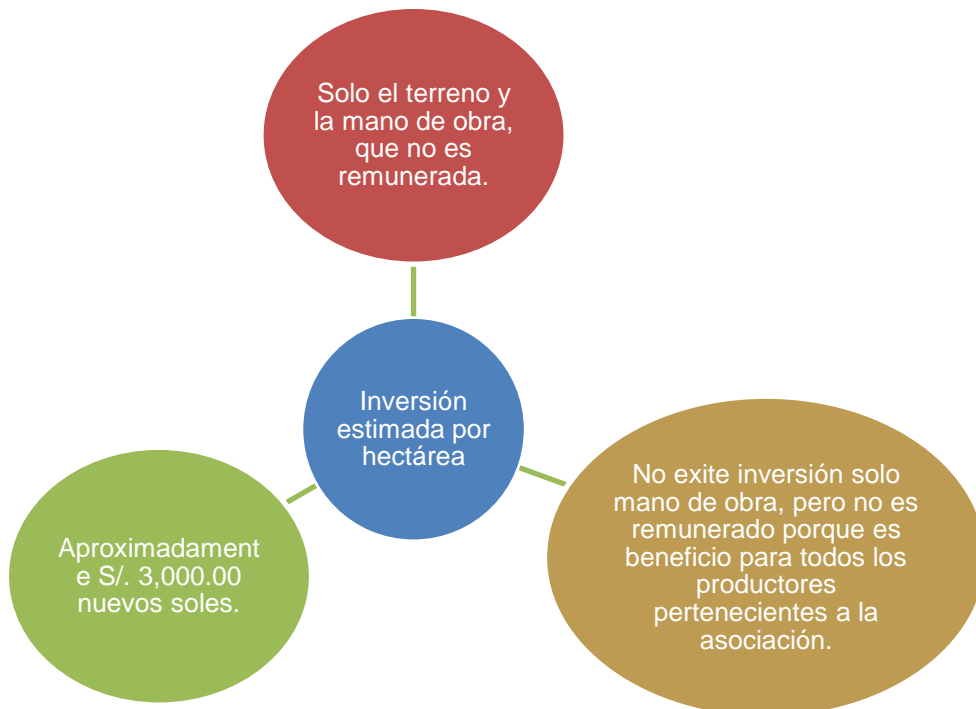 Solo el terreno y
la mano de obra,
que no es
remunerada.
Inversión
estimada por
hectárea
No exite inversión solo
mano de obra, pero no es
remunerado porque es
beneficio para todos los
productores
pertenecientes a la
asociación.
Aproximadament
e S/. 3,000.00
nuevos soles.